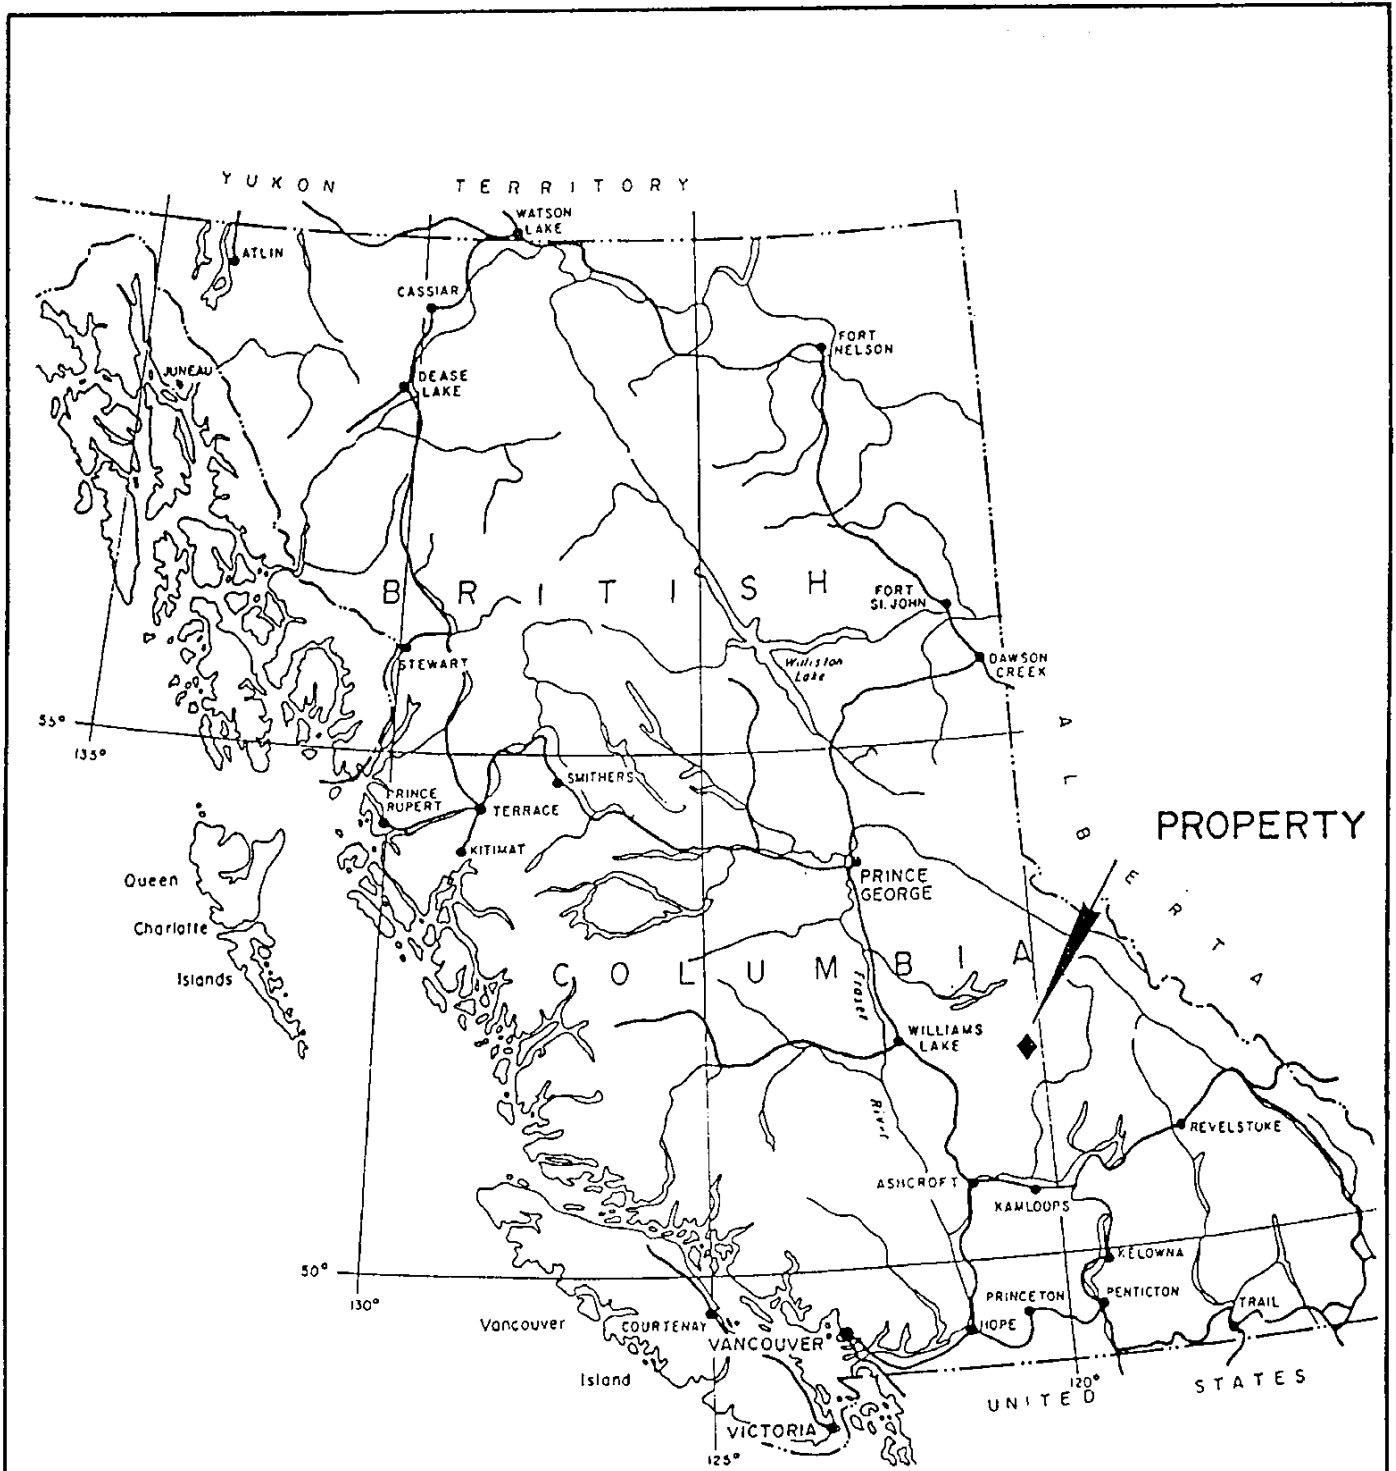 YUKON TERRITORY
WATSON
LAKE
ATLIN
CASSIAR
FORT
NELSON
JUNEAU
DEASE
LAKE
BRITISH
FORT
ST. JOHN
STEWART
Williston
Lake
DAWSON
CREEK
55°
135°
ALBERTA
SMITHERS
PRINCE
RUPERT
TERRACE
PROPERTY
KITIMAT
Queen
Charlotte
Islands
PRINCE
GEORGE
COLUMBIA
Fraser
River
WILLIAMS
LAKE
REVELSTOKE
ASHCROFT
KAMLOOPS
KELOWNA
50°
130°
PRINCETON
PENTICTON
TRAIL
HOPE
Vancouver
Island
COURTENAY
VANCOUVER
120°
UNITED STATES
VICTORIA
125°